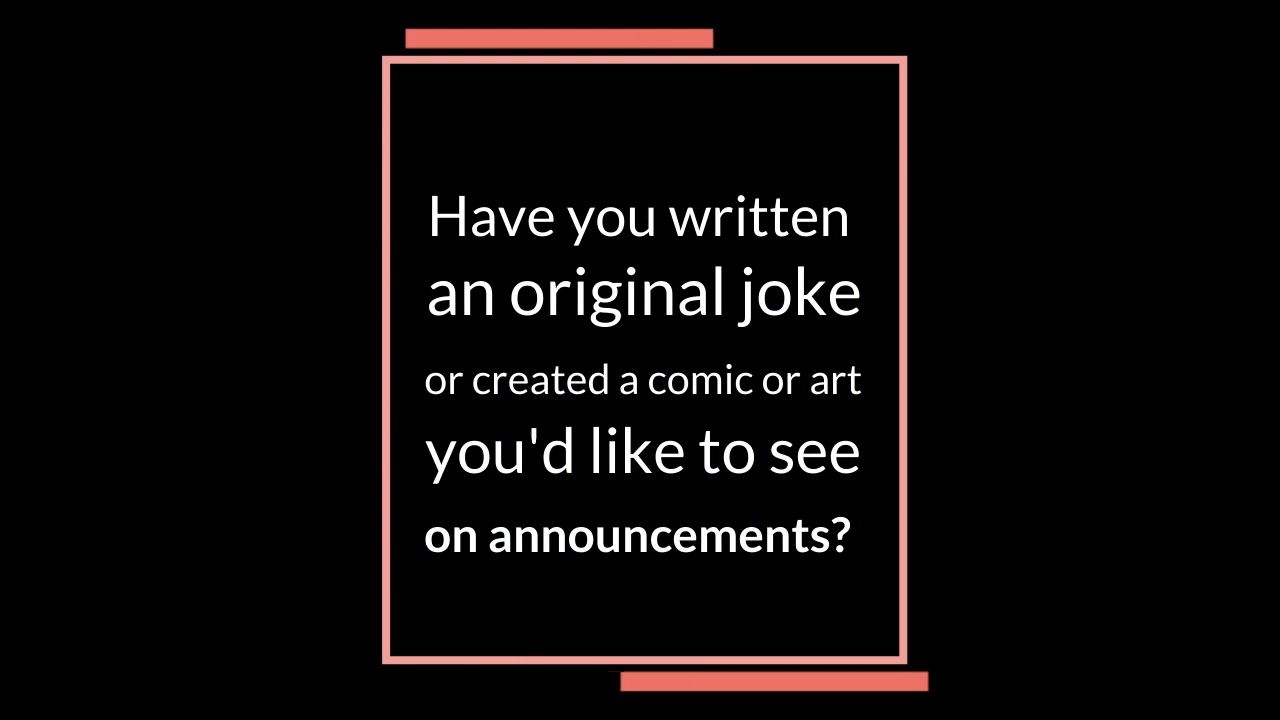 Have you written
an original joke
or created a comic or art
you'd like to see
on announcements?